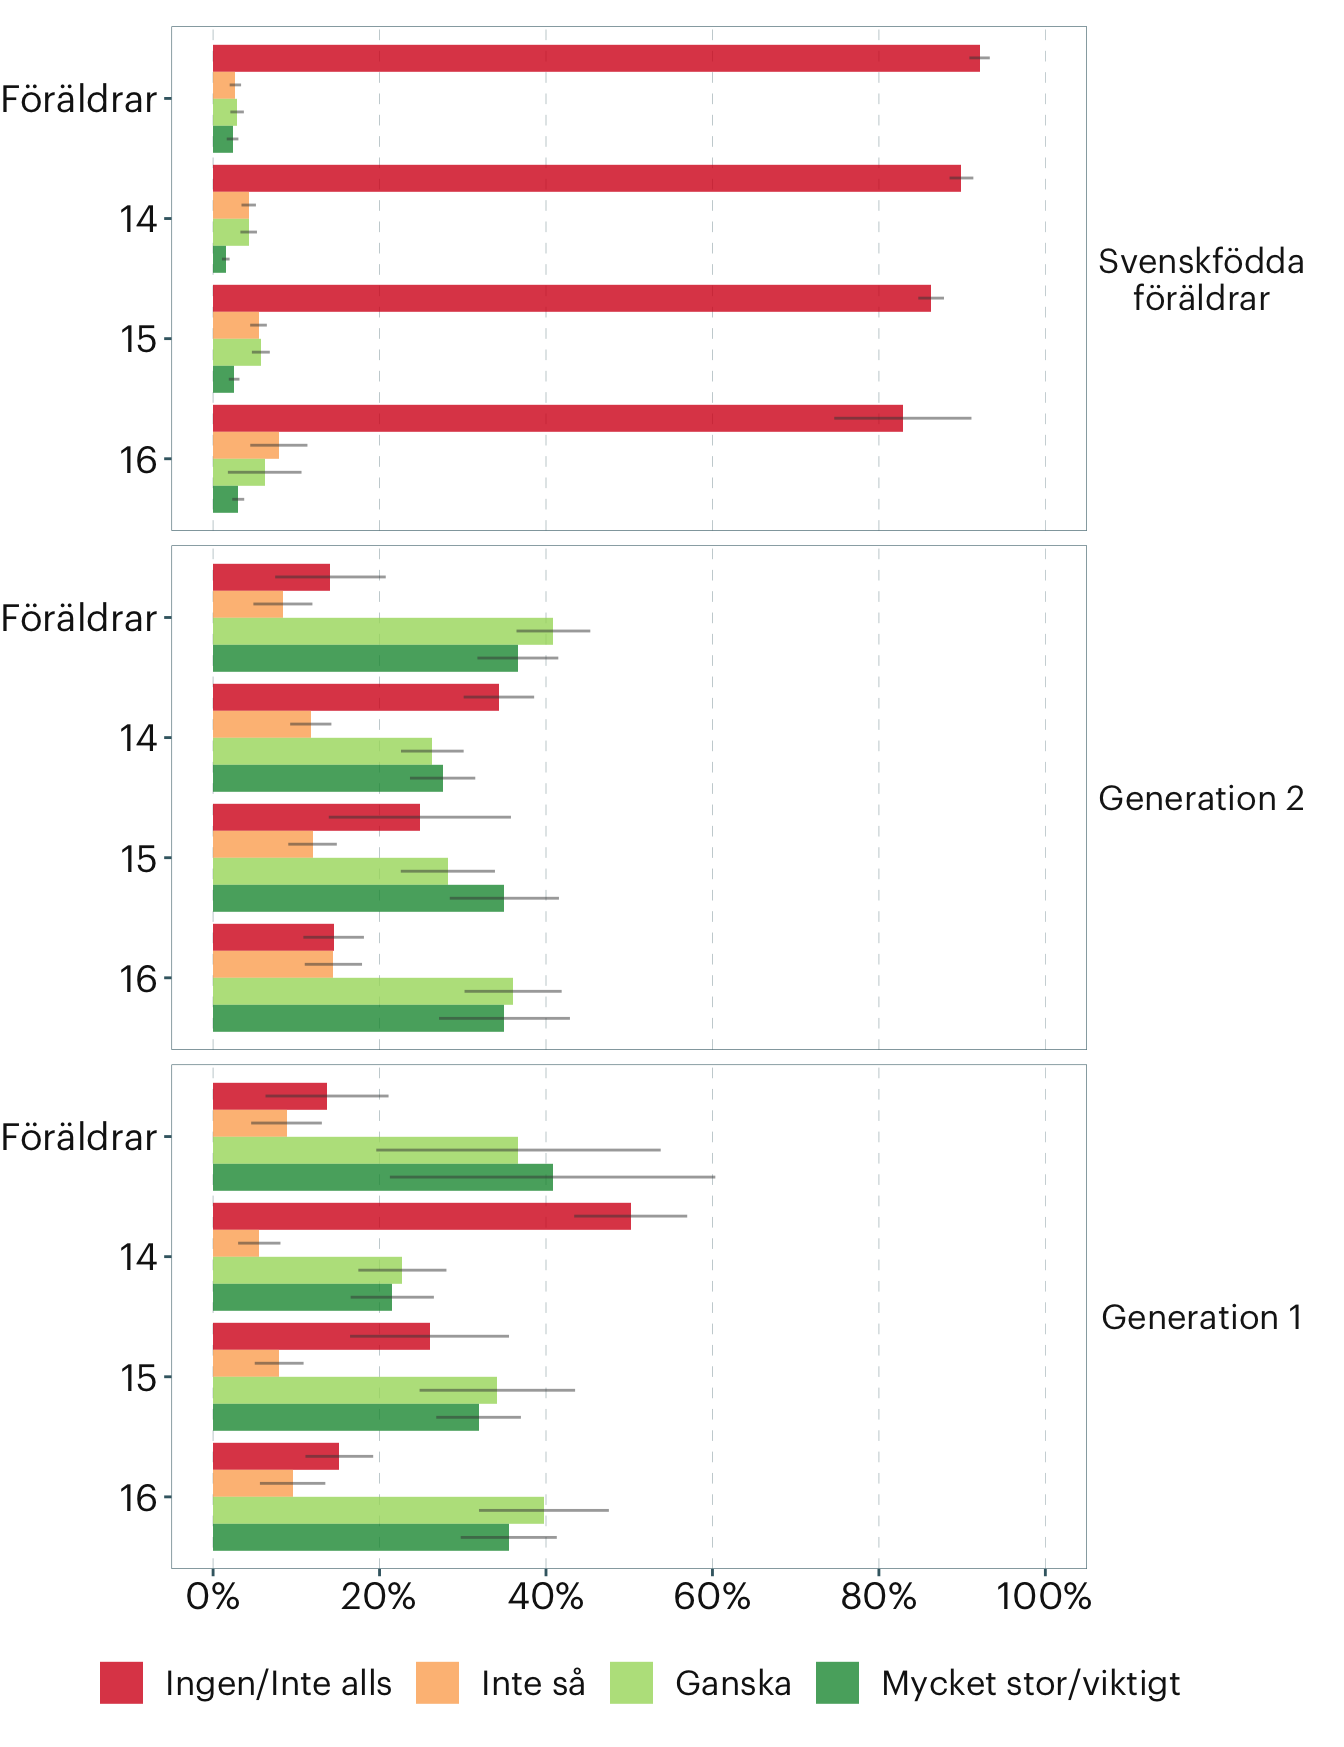 Föräldrar
14
15
16
Svenskfödda
föräldrar
Föräldrar
14
15
16
Generation 2
Föräldrar
14
15
16
Generation 1
0% 20% 40% 60% 80% 100%
Ingen/Inte alls Inte så Ganska Mycket stor/viktigt